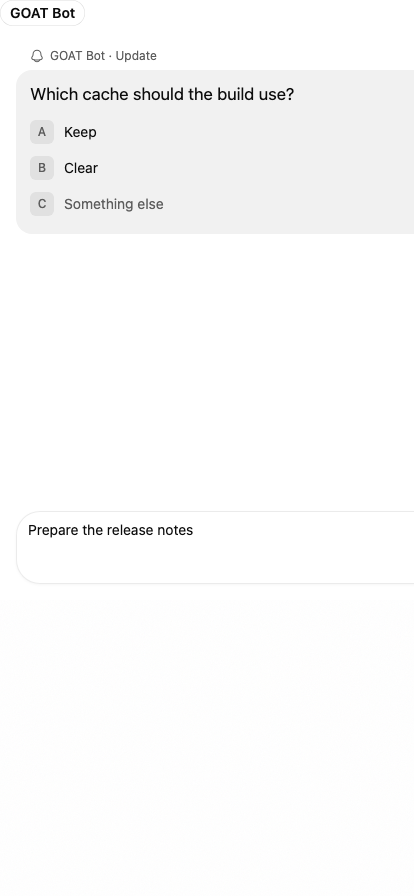 GOAT Bot
GOAT Bot · Update
Which cache should the build use?
A Keep
B Clear
C Something else
Prepare the release notes